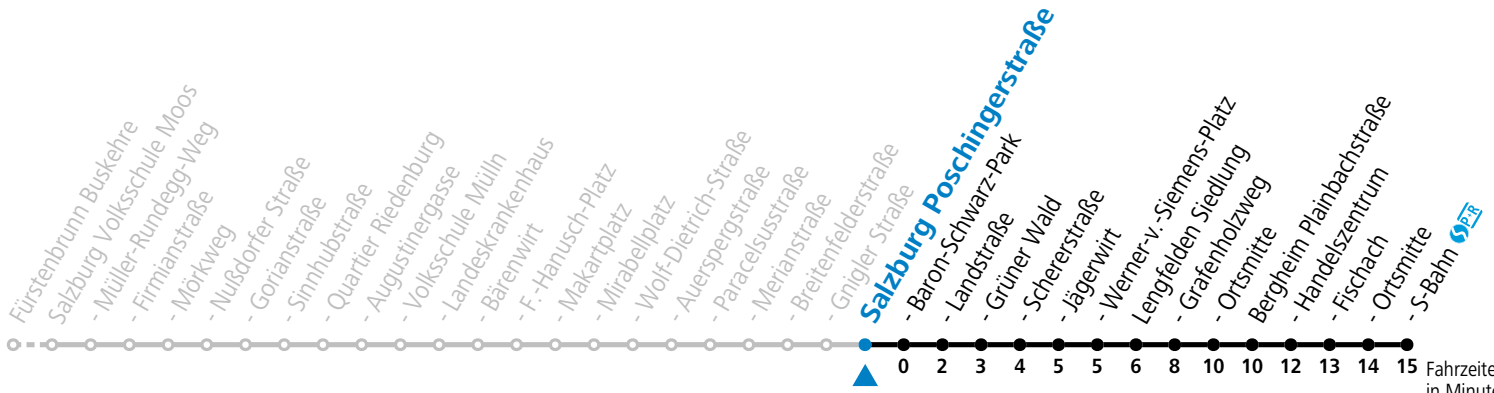 Fürstenbrunn Buskehre
Salzburg Volksschule Moos
- Müller-Rundegg-Weg
- Firmianstraße
- Mörkweg
- Nußdorfer Straße
- Gorianstraße
- Sinnhubstraße
- Quartier Riedenburg
- Augustinergasse
- Volksschule Mülln
- Landeskrankenhaus
- Bärenwirt
- F.-Hanusch-Platz
- Makartplatz
- Mirabellplatz
- Wolf-Dietrich-Straße
- Auerspergstraße
- Paracelsusstraße
- Merianstraße
- Breitenfelderstraße
- Gnigler Straße
Salzburg Poschingerstraße
- Baron-Schwarz-Park
- Landstraße
- Grüner Wald
- Schererstraße
- Jägerwirt
- Werner-v.-Siemens-Platz
Lengfelden Siedlung
- Grafenholzweg
- Ortsmitte
Bergheim Plainbachstraße
- Handelszentrum
- Fischach
- Ortsmitte
- S-Bahn P+R
0 2 3 4 5 5 6 8 10 10 12 13 14 15 Fahrzeite
in Minute